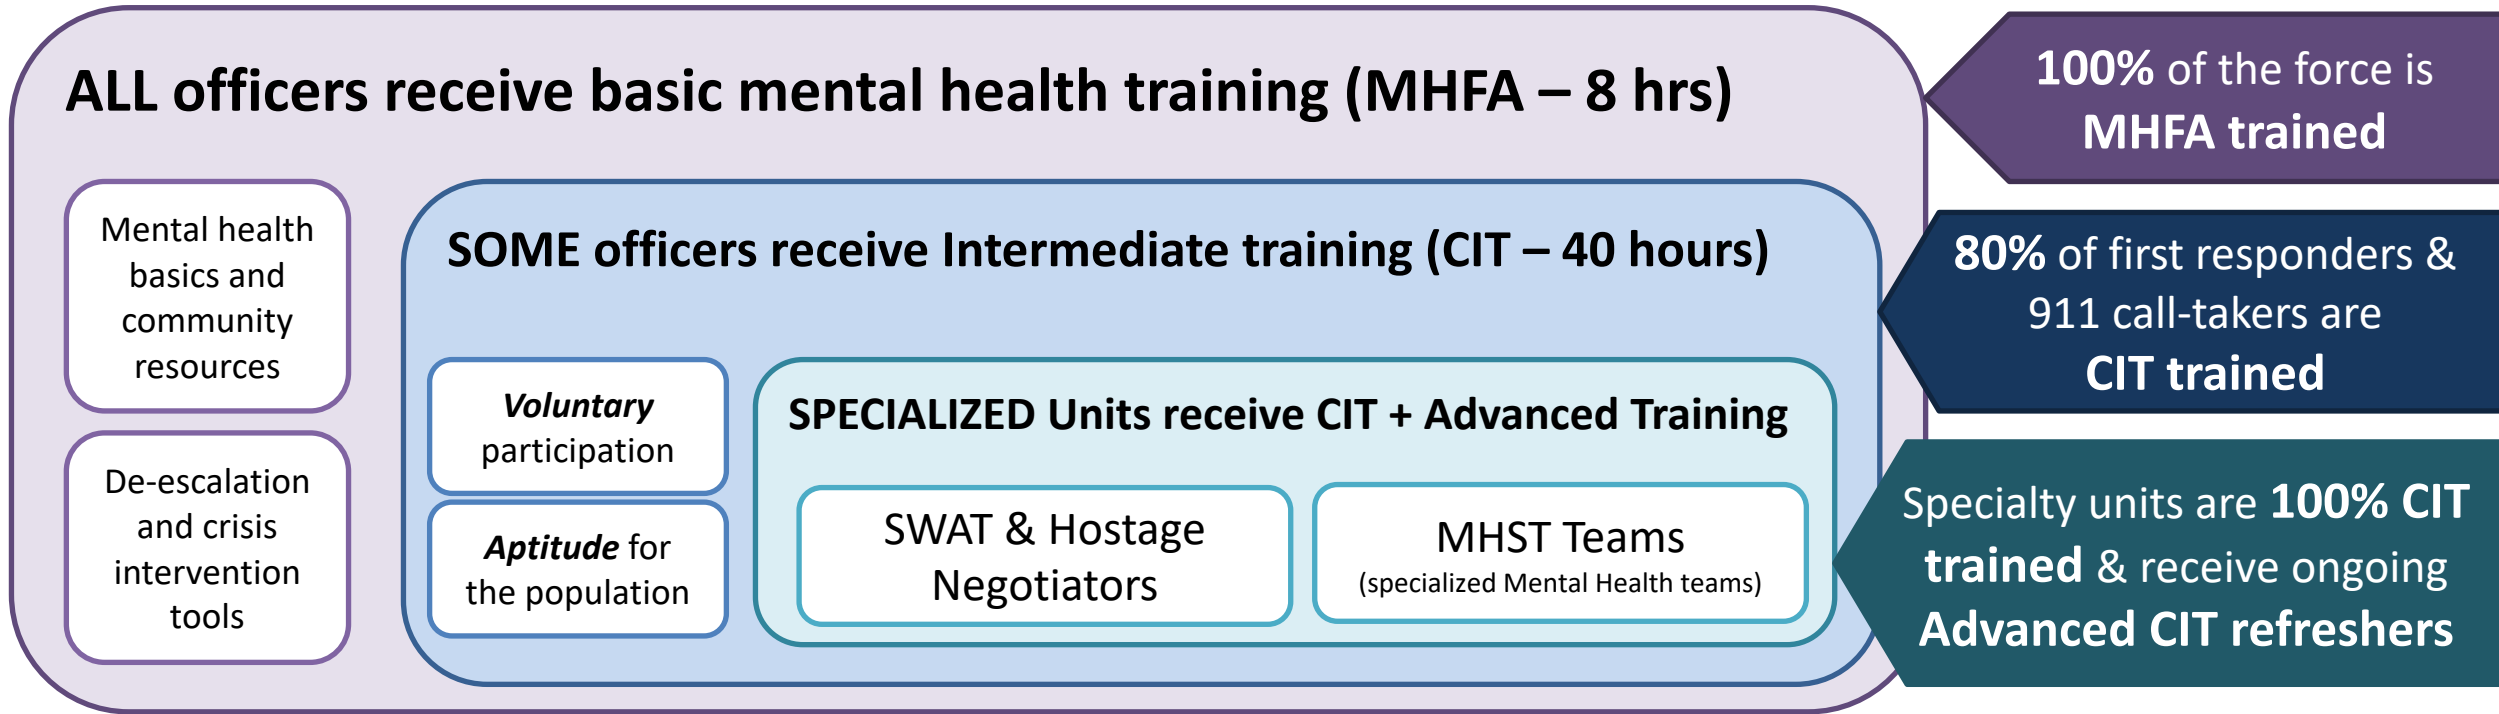 ALL officers receive basic mental health training (MHFA – 8 hrs)
Mental health
basics and
community
resources
De-escalation
and crisis
intervention
tools
SOME officers receive Intermediate training (CIT – 40 hours)
Voluntary
participation
Aptitude for
the population
SPECIALIZED Units receive CIT + Advanced Training
SWAT & Hostage
Negotiators
MHST Teams
(specialized Mental Health teams)
100% of the force is
MHFA trained
80% of first responders &
911 call-takers are
CIT trained
Specialty units are 100% CIT
trained & receive ongoing
Advanced CIT refreshers